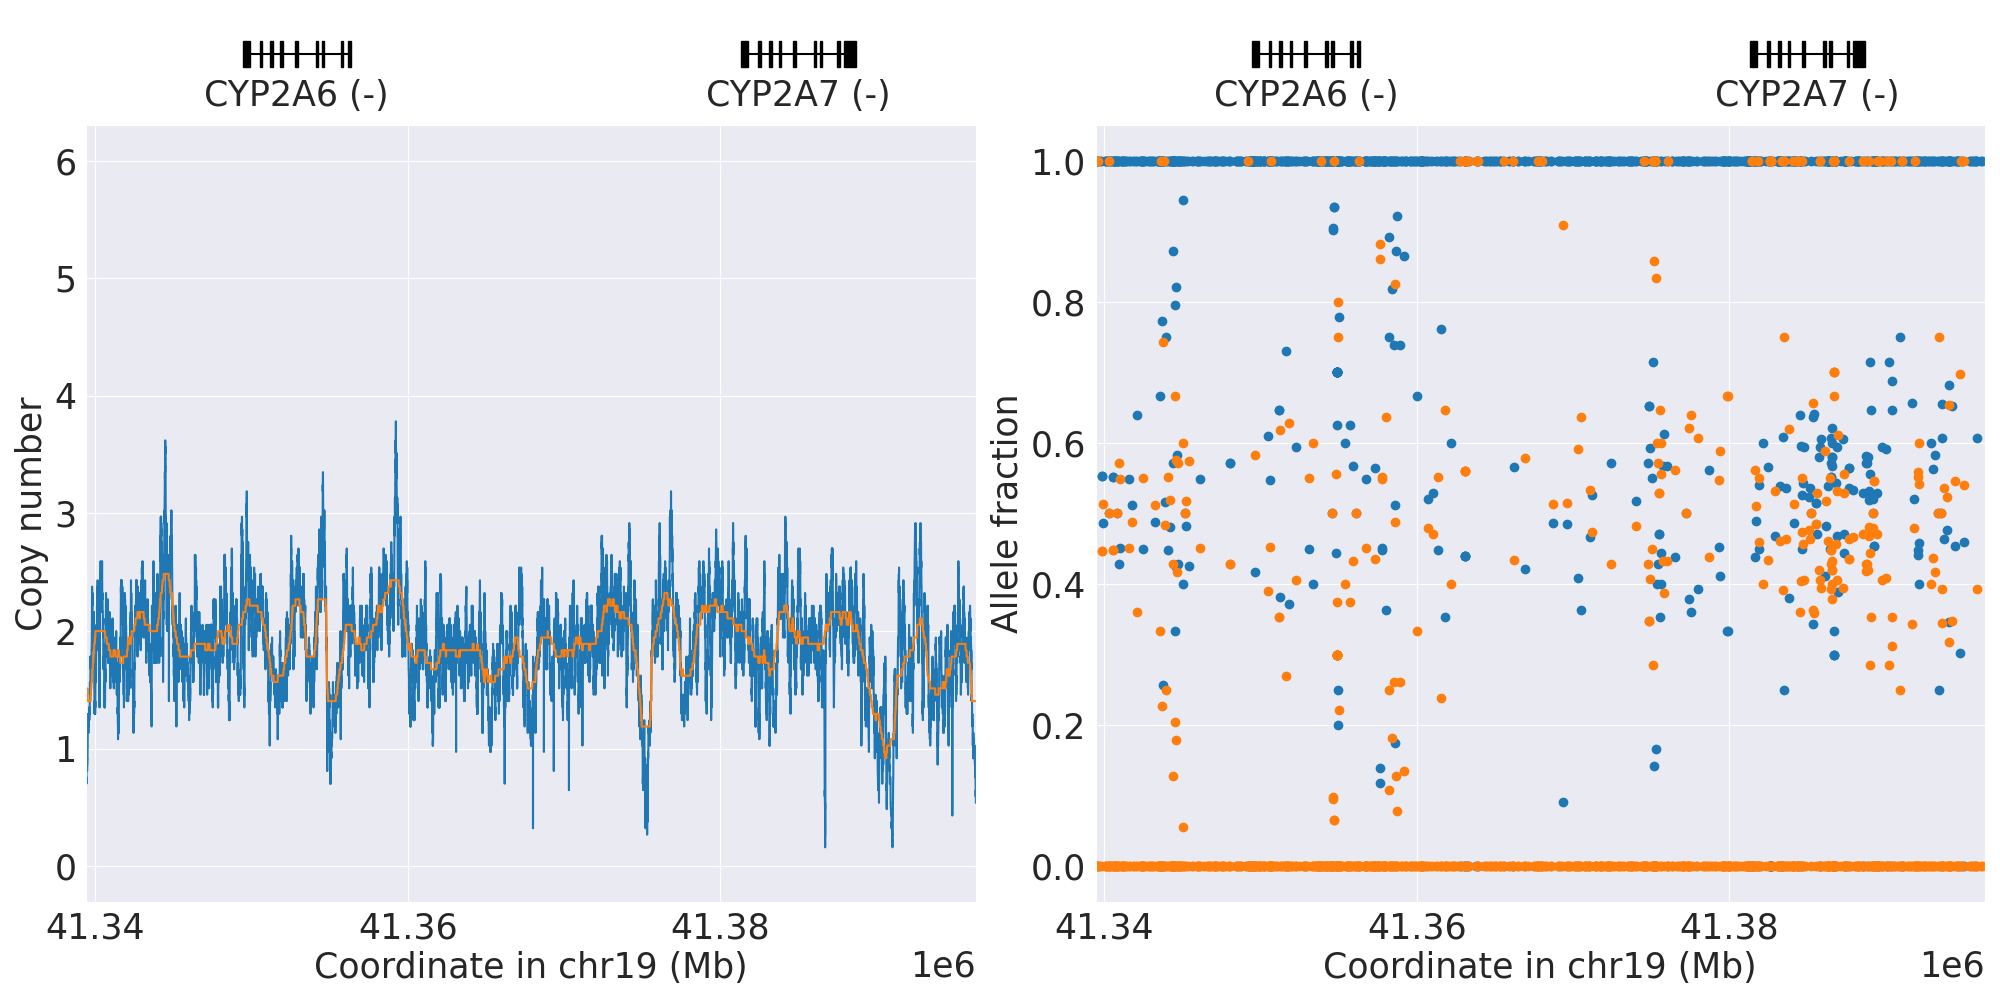 CYP2A6 (-) CYP2A7 (-)
6
5
4
3
2
1
0
Copy number
41.34 41.36 41.38
Coordinate in chr19 (Mb) 1e6
CYP2A6 (-) CYP2A7 (-)
1.0
0.8
0.6
0.4
0.2
0.0
Allele fraction
41.34 41.36 41.38
Coordinate in chr19 (Mb) 1e6